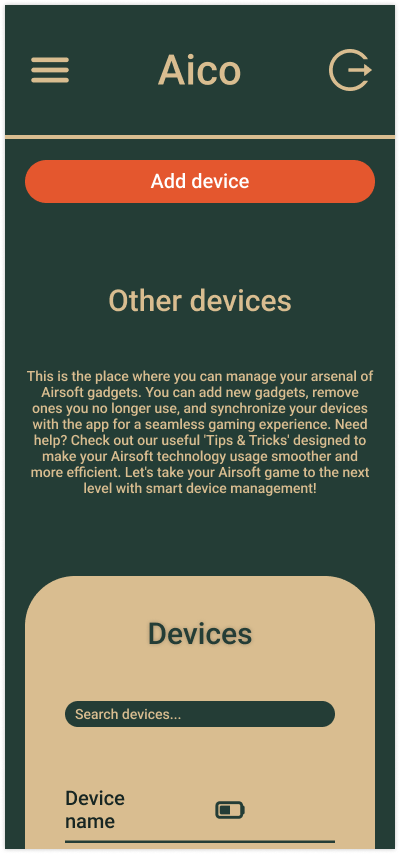 Aico
Add device
Other devices
This is the place where you can manage your arsenal of
Airsoft gadgets. You can add new gadgets, remove
ones you no longer use, and synchronize your devices
with the app for a seamless gaming experience. Need
help? Check out our useful 'Tips & Tricks' designed to
make your Airsoft technology usage smoother and
more efficient. Let's take your Airsoft game to the next
level with smart device management!
Devices
Search devices...
Device
name